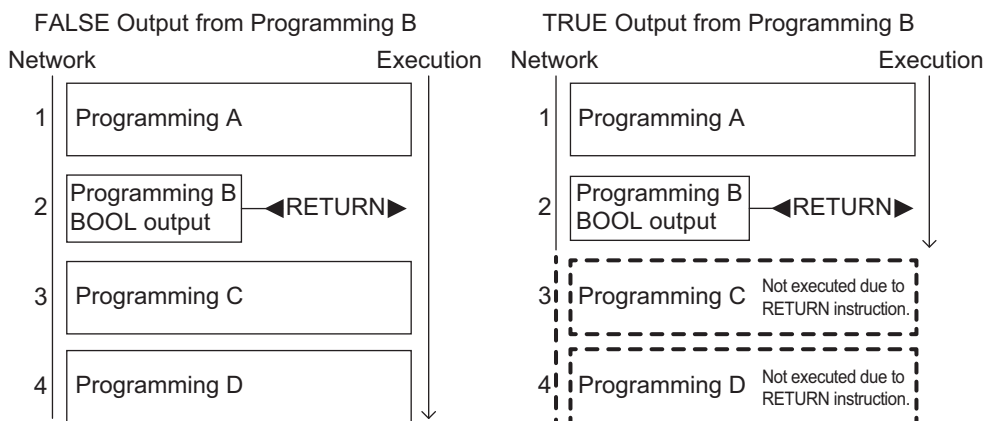 FALSE Output from Programming B
Network
Execution
1
Programming A
2
Programming B
BOOL output
RETURN
3
Programming C
4
Programming D
TRUE Output from Programming B
Network
Execution
1
Programming A
2
Programming B
BOOL output
RETURN
3
Programming C
Not executed due to
RETURN instruction.
4
Programming D
Not executed due to
RETURN instruction.